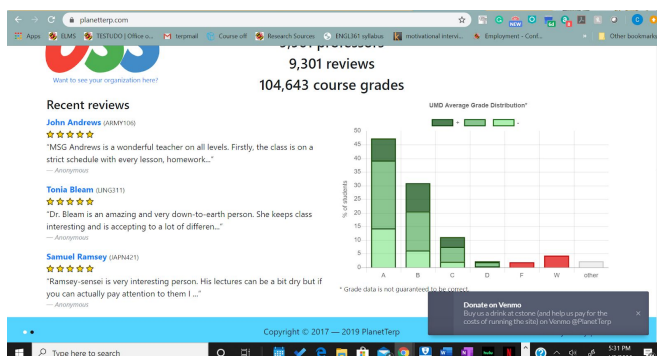 planetterp.com
Apps
ELMS
TESTUDO | Office o...
terpmail
Course off
Research Sources
ENGL361 syllabus
motivational intervi...
Employment - Conf...
»
Other bookmarks
Want to see your organization here?
9,301 reviews
104,643 course grades
Recent reviews
John Andrews (ARMY106)
"MSG Andrews is a wonderful teacher on all levels. Firstly, the class is on a
strict schedule with every lesson, homework..."
— Anonymous
Tonia Bleam (LING311)
"Dr. Bleam is an amazing and very down-to-earth person. She keeps class
interesting and is accepting to a lot of differen..."
— Anonymous
Samuel Ramsey (JAPN421)
"Ramsey-sensei is very interesting person. His lectures can be a bit dry but if
you can actually pay attention to them I ..."
— Anonymous
UMD Average Grade Distribution*
+
-
% of students
50
45
40
35
30
25
20
15
10
5
0
A
B
C
D
F
W
other
* Grade data is not guaranteed to be correct.
Donate on Venmo
Buy us a drink at cstone (and help us pay for the
costs of running the site) on Venmo @PlanetTerp
×
Copyright © 2017 — 2019 PlanetTerp
Type here to search
5:31 PM